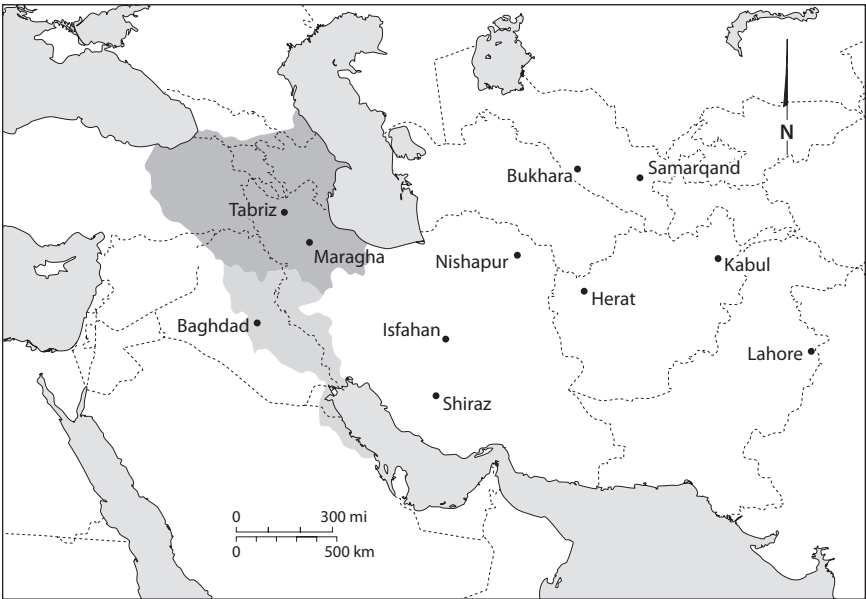 N
Bukhara
Samarqand
Tabriz
Maragha
Nishapur
Kabul
Herat
Baghdad
Isfahan
Lahore
Shiraz
0 300 mi
0 500 km